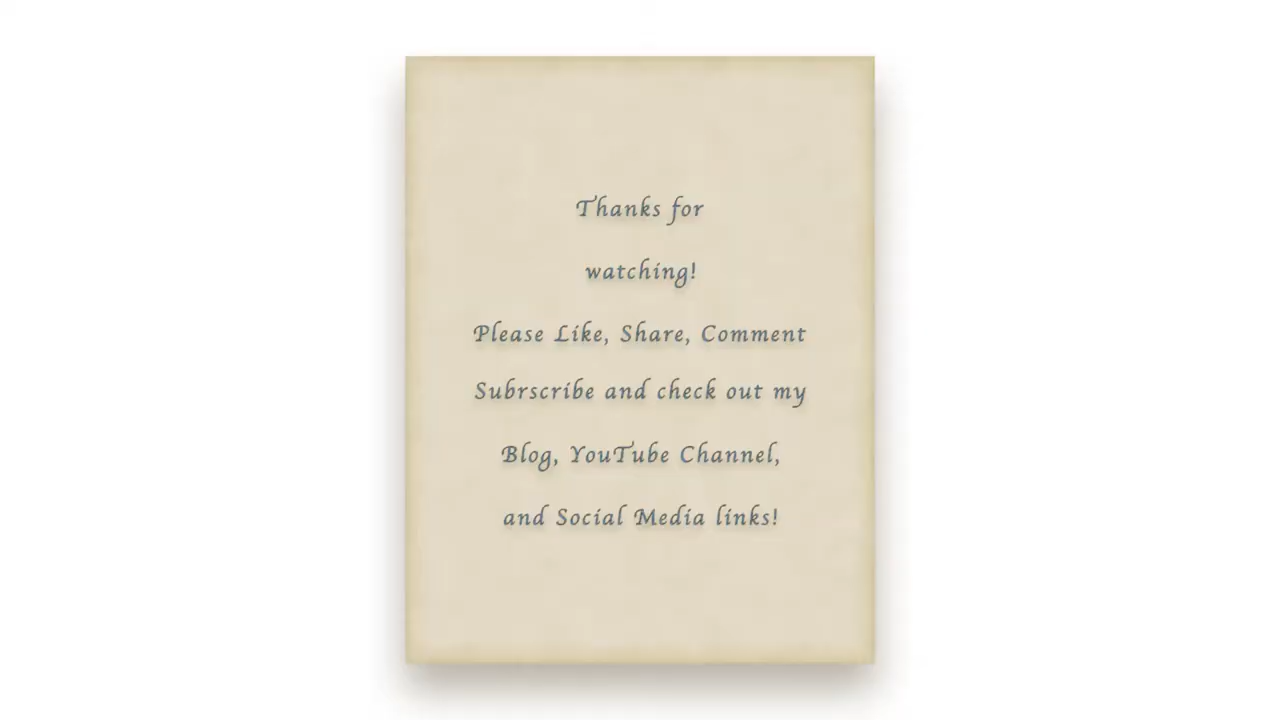 Thanks for
watching!
Please Like, Share, Comment
Subrscribe and check out my
Blog, YouTube Channel,
and Social Media links!